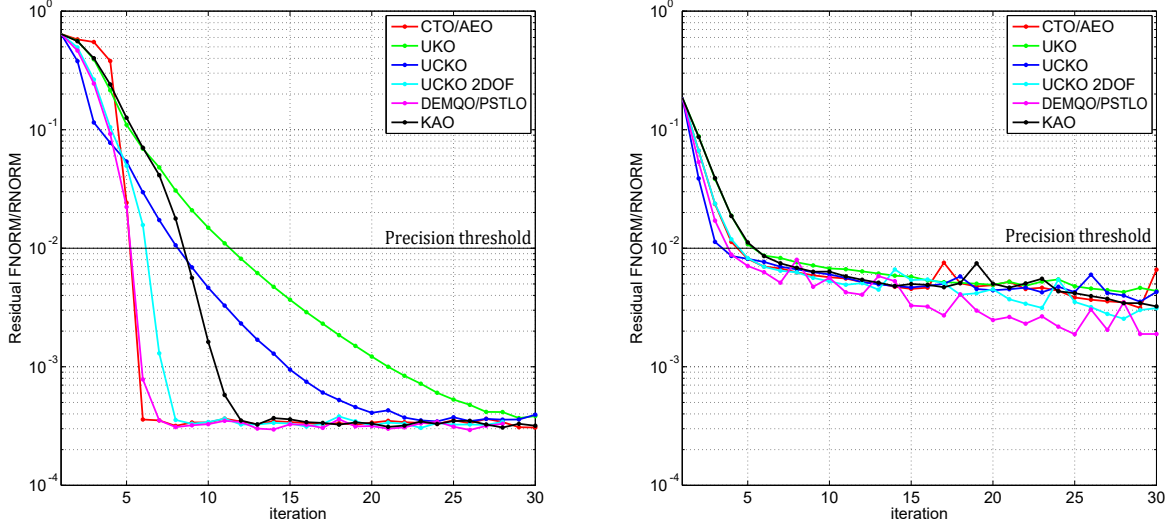 10^0
10^-1
10^-2
10^-3
10^-4
Residual FNORM/RNORM
5
10
15
20
25
30
iteration
CTO/AEO
UKO
UCKO
UCKO 2DOF
DEMQO/PSTLO
KAO
Precision threshold
10^0
10^-1
10^-2
10^-3
10^-4
Residual FNORM/RNORM
5
10
15
20
25
30
iteration
CTO/AEO
UKO
UCKO
UCKO 2DOF
DEMQO/PSTLO
KAO
Precision threshold